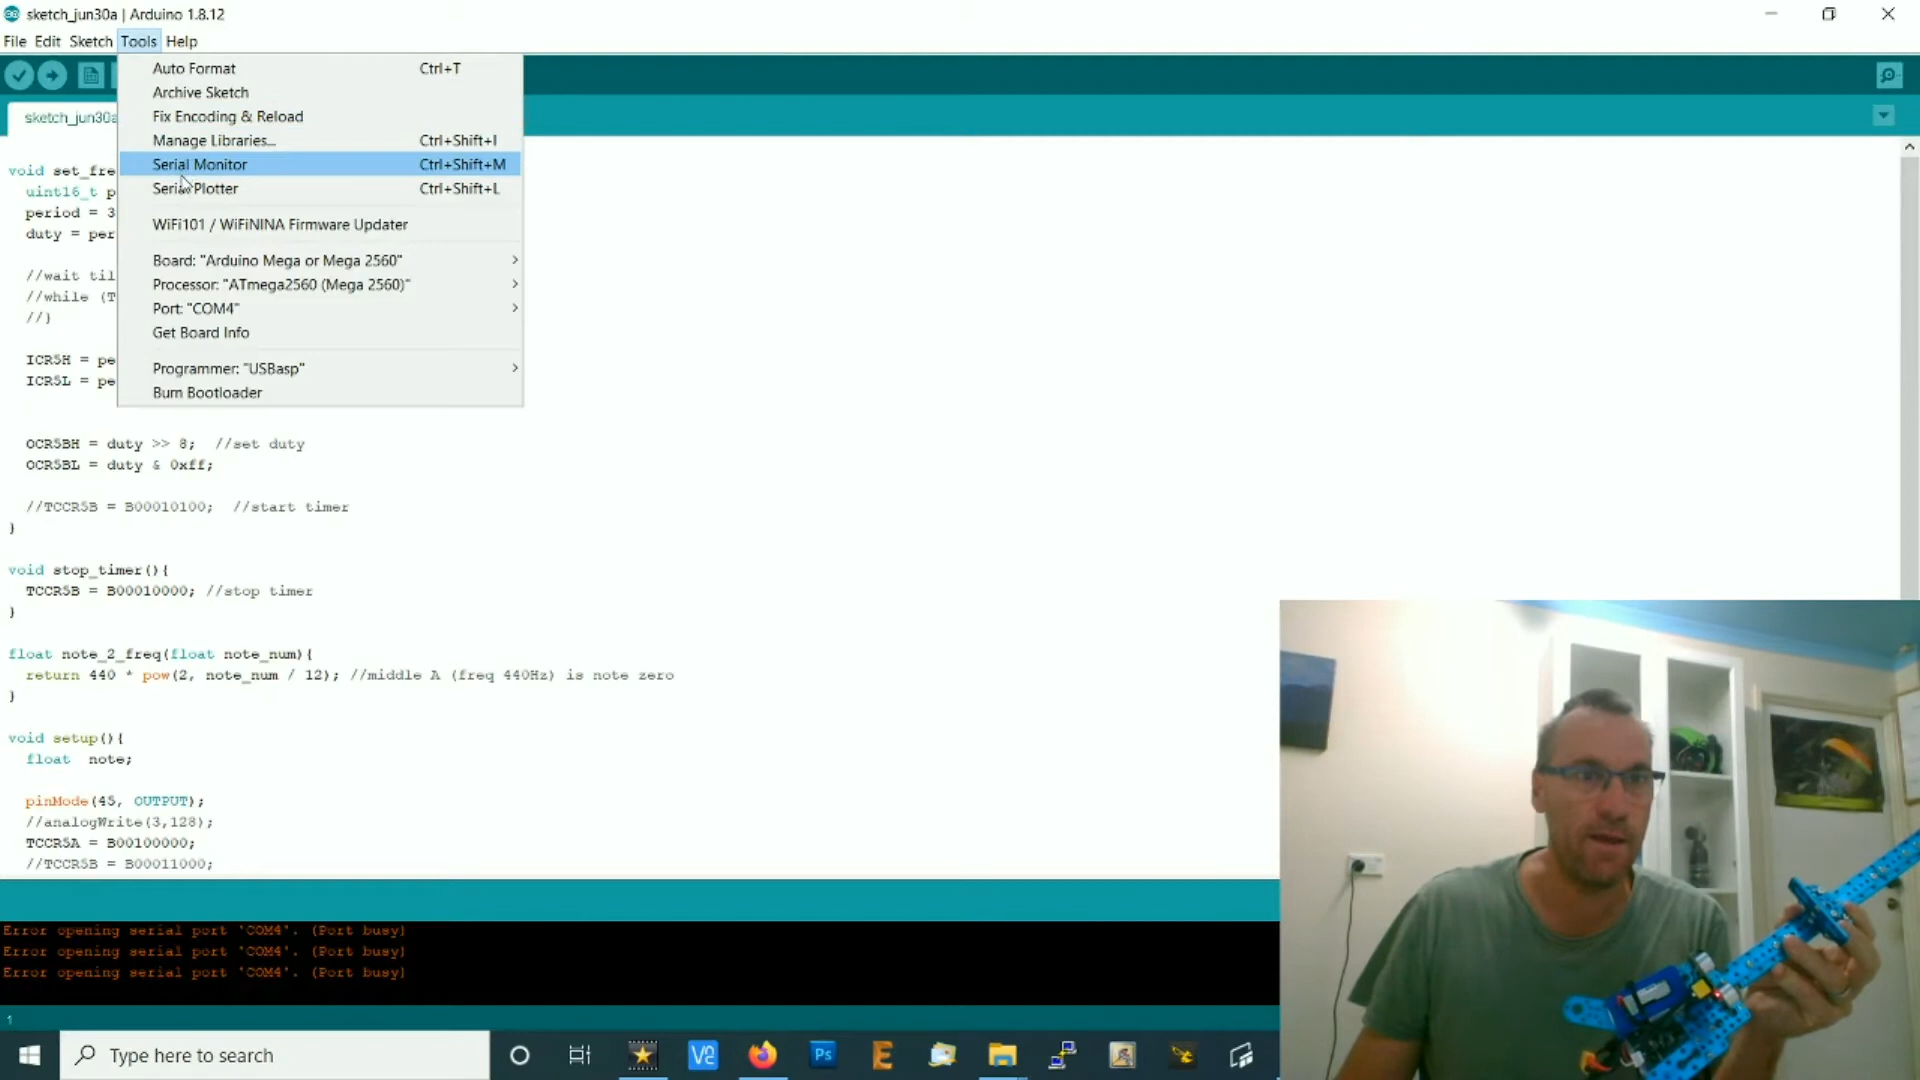 sketch_jun30a | Arduino 1.8.12
File Edit Sketch Tools Help
Auto Format Ctrl+T
Archive Sketch
Fix Encoding & Reload
Manage Libraries... Ctrl+Shift+I
Serial Monitor Ctrl+Shift+M
Serial Plotter Ctrl+Shift+L
WiFi101 / WiFiNINA Firmware Updater
Board: "Arduino Mega or Mega 2560"
Processor: "ATmega2560 (Mega 2560)"
Port: "COM4"
Get Board Info
Programmer: "USBasp"
Burn Bootloader
sketch_jun30a
void set_fre
uint16_t p
period = 3
duty = per
//wait til
//while (T
//}
ICR5H = pe
ICR5L = pe
OCR5BH = duty >> 8; //set duty
OCR5BL = duty & 0xff;
//TCCR5B = B00010100; //start timer
}
void stop_timer(){
TCCR5B = B00010000; //stop timer
}
float note_2_freq(float note_num){
return 440 * pow(2, note_num / 12); //middle A (freq 440Hz) is note zero
}
void setup(){
float note;
pinMode(45, OUTPUT);
//analogWrite(3,128);
TCCR5A = B00100000;
//TCCR5B = B00011000;
Error opening serial port 'COM4'. (Port busy)
Error opening serial port 'COM4'. (Port busy)
Error opening serial port 'COM4'. (Port busy)
1
Type here to search
Ps